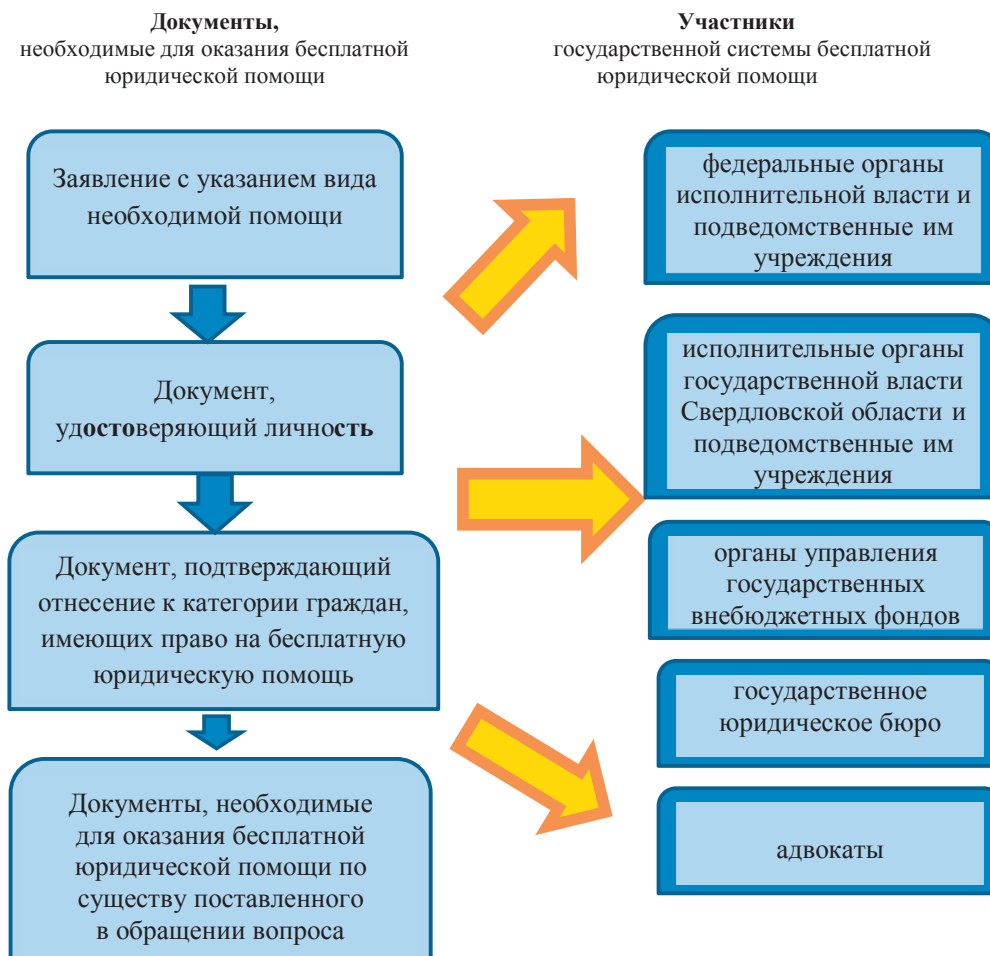 Документы,
необходимые для оказания бесплатной
юридической помощи
Заявление с указанием вида
необходимой помощи
Документ,
удостоверяющий личность
Документ, подтверждающий
отнесение к категории граждан,
имеющих право на бесплатную
юридическую помощь
Документы, необходимые
для оказания бесплатной
юридической помощи по
существу поставленного
в обращении вопроса
Участники
государственной системы бесплатной
юридической помощи
федеральные органы
исполнительной власти и
подведомственные им
учреждения
исполнительные органы
государственной власти
Свердловской области и
подведомственные им
учреждения
органы управления
государственных
внебюджетных фондов
государственное
юридическое бюро
адвокаты